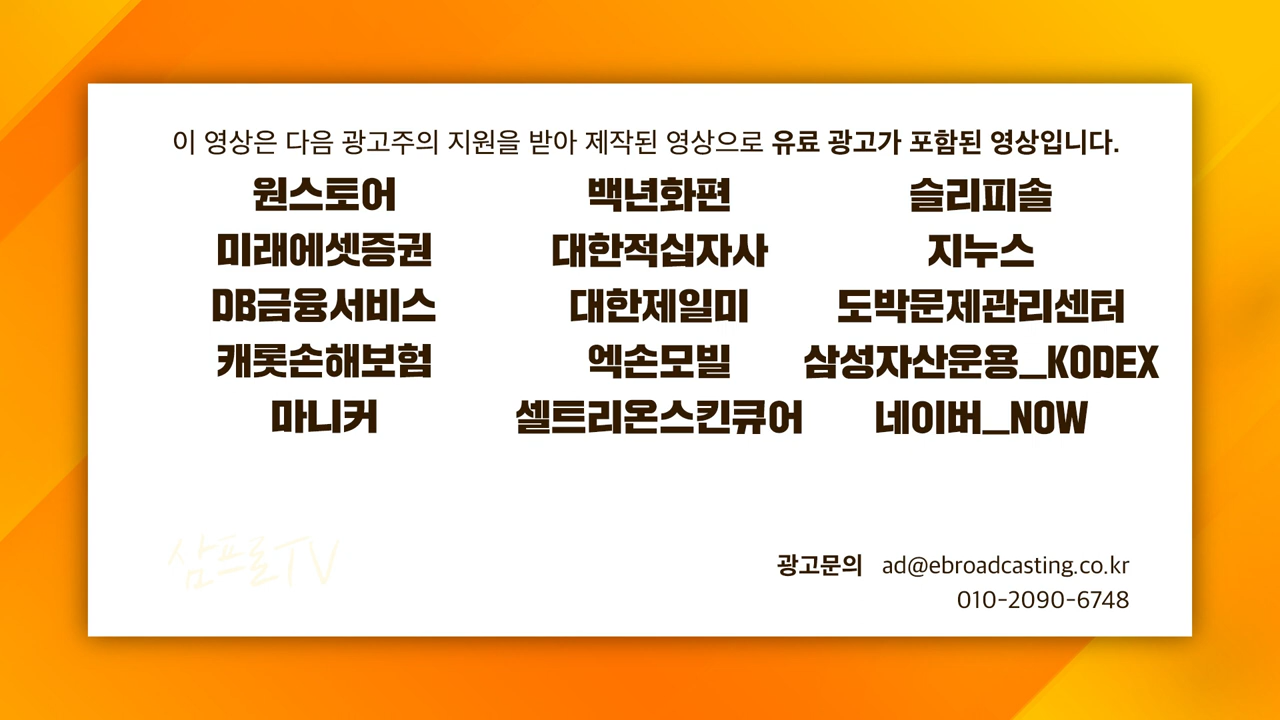 이 영상은 다음 광고주의 지원을 받아 제작된 영상으로 유료 광고가 포함된 영상입니다.
원스토어 백년화편 슬리피솔
미래에셋증권 대한적십자사 지누스
DB금융서비스 대한제일미 도박문제관리센터
캐롯손해보험 엑손모빌 삼성자산운용_KODEX
마니커 셀트리온스킨큐어 네이버_NOW
삼프로TV
광고문의 ad@ebroadcasting.co.kr
010-2090-6748